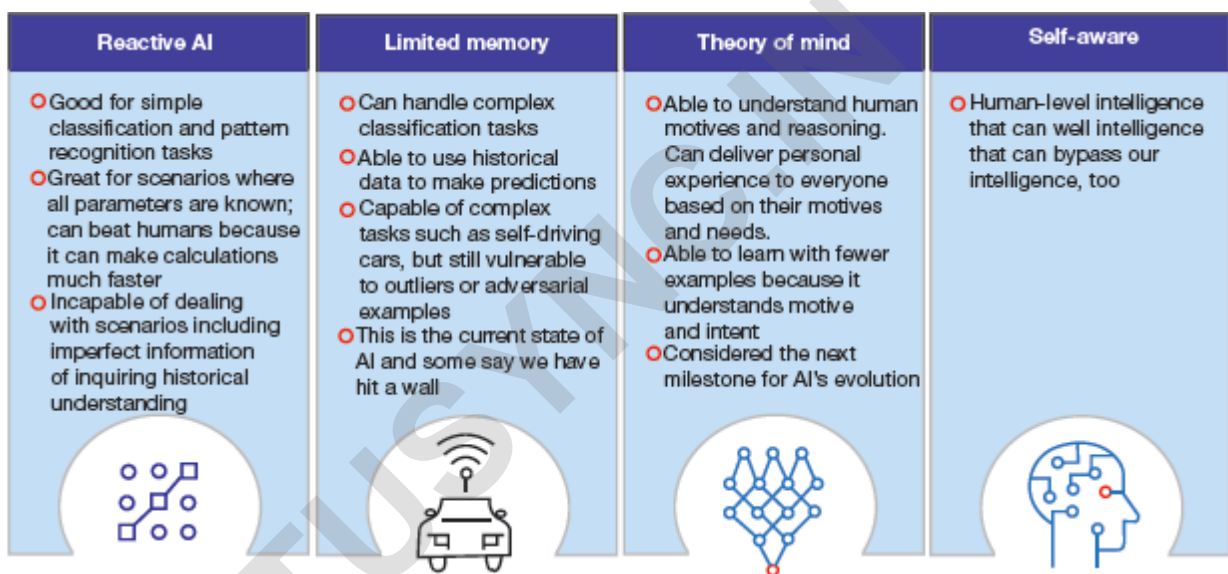 Reactive AI
Good for simple
classification and pattern
recognition tasks
Great for scenarios where
all parameters are known;
can beat humans because
it can make calculations
much faster
Incapable of dealing
with scenarios including
imperfect information
of inquiring historical
understanding
Limited memory
Can handle complex
classification tasks
Able to use historical
data to make predictions
Capable of complex
tasks such as self-driving
cars, but still vulnerable
to outliers or adversarial
examples
This is the current state of
AI and some say we have
hit a wall
Theory of mind
Able to understand human
motives and reasoning.
Can deliver personal
experience to everyone
based on their motives
and needs.
Able to learn with fewer
examples because it
understands motive
and intent
Considered the next
milestone for AI's evolution
Self-aware
Human-level intelligence
that can well intelligence
that can bypass our
intelligence, too
TUSYNC.IN